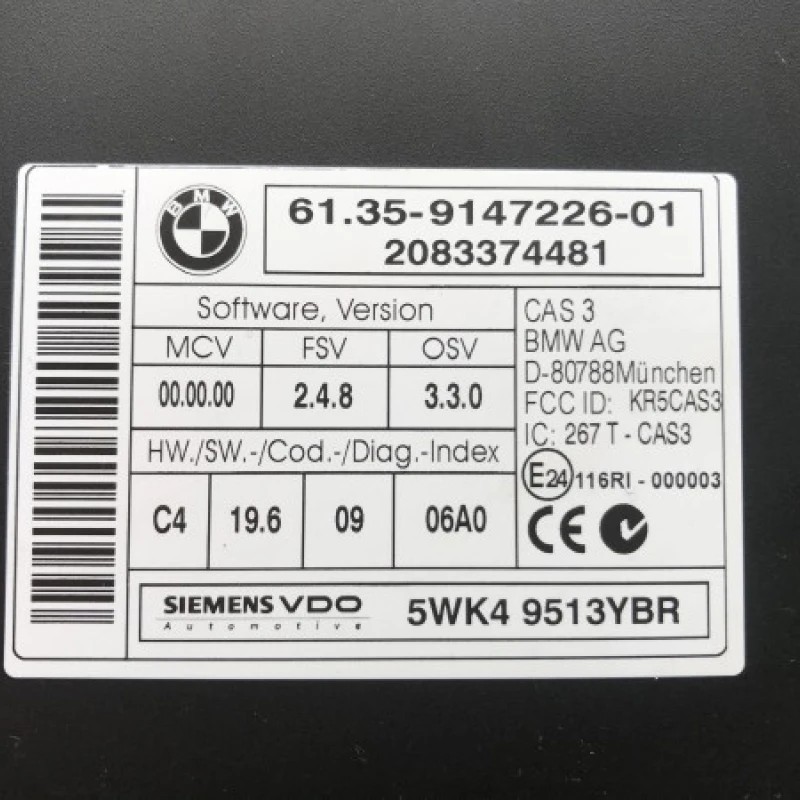 BMW
61.35-9147226-01
2083374481
Software, Version
MCV FSV OSV
00.00.00 2.4.8 3.3.0
HW./SW.-/Cod.-/Diag.-Index
C4 19.6 09 06A0
CAS 3
BMW AG
D-80788München
FCC ID: KR5CAS3
IC: 267 T - CAS3
E24 116RI - 000003
CE
SIEMENS VDO
Automotive
5WK4 9513YBR